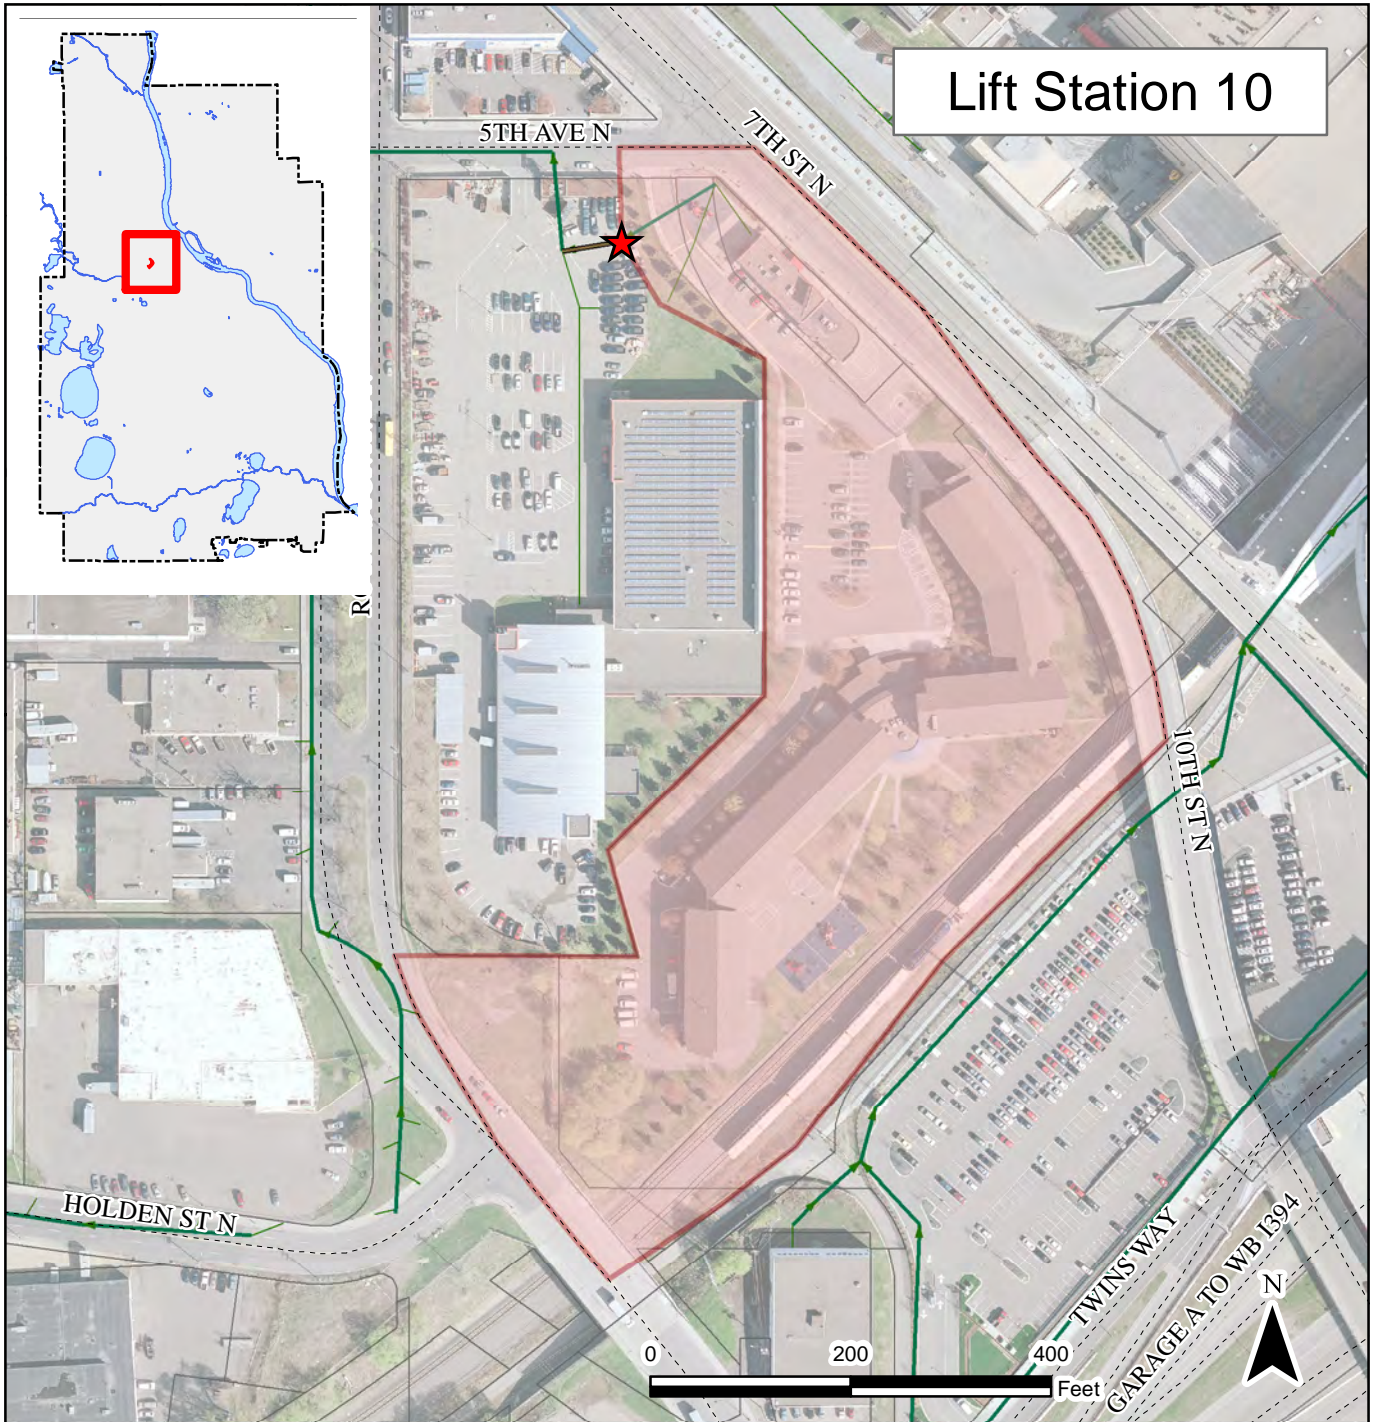 Lift Station 10
5TH AVE N
7TH ST N
10TH ST N
HOLDEN ST N
TWINS WAY
GARAGE A TO WB I394
N
0 200 400
Feet